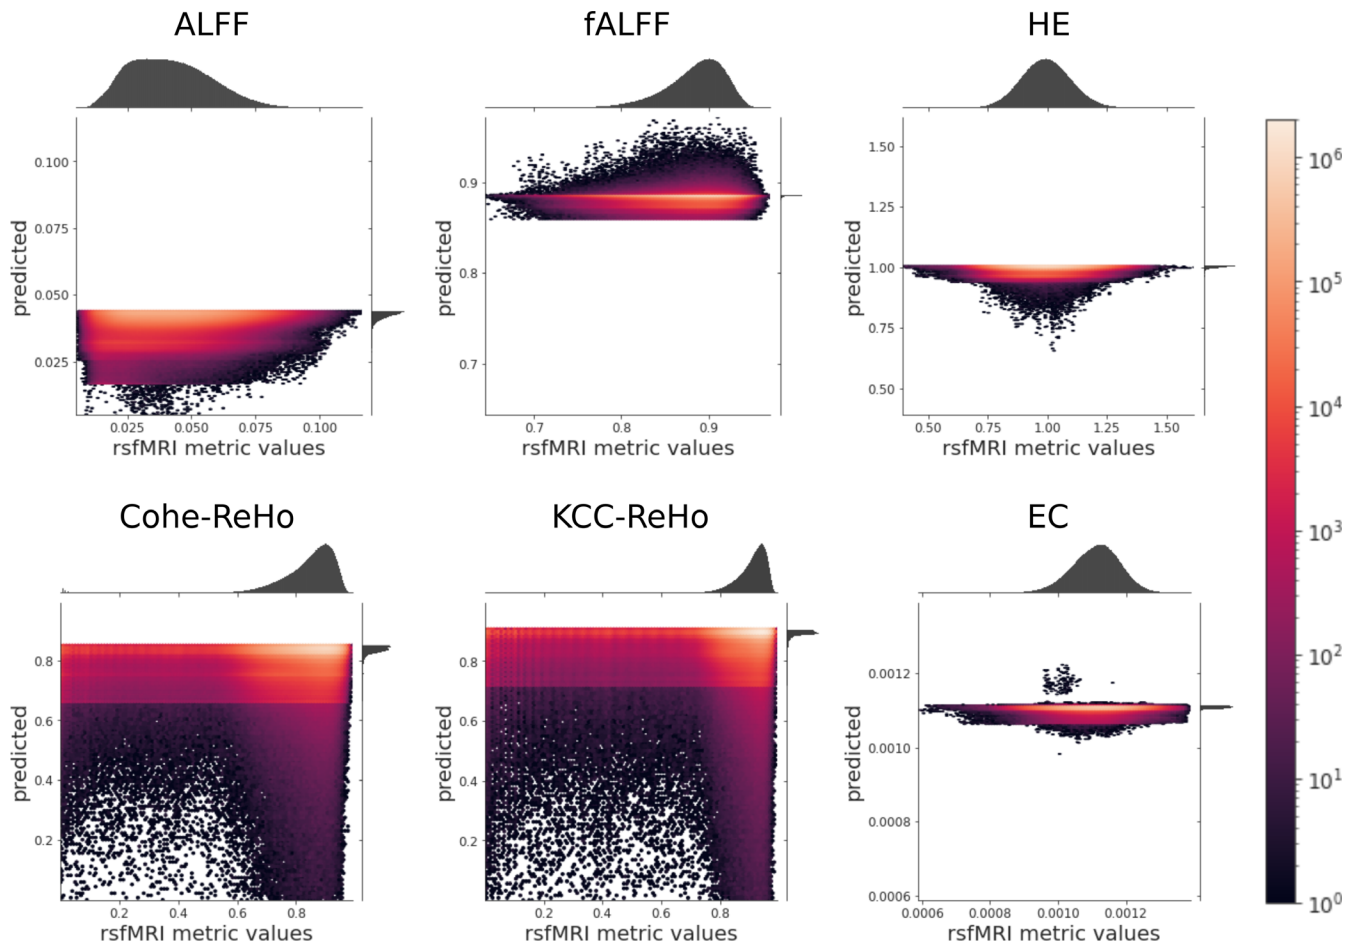 ALFF
fALFF
HE
0.100
0.075
0.050
0.025
predicted
0.025 0.050 0.075 0.100
rsfMRI metric values
0.9
0.8
0.7
predicted
0.7 0.8 0.9
rsfMRI metric values
1.50
1.25
1.00
0.75
0.50
predicted
0.50 0.75 1.00 1.25 1.50
rsfMRI metric values
Cohe-ReHo
KCC-ReHo
EC
0.8
0.6
0.4
0.2
predicted
0.2 0.4 0.6 0.8
rsfMRI metric values
0.8
0.6
0.4
0.2
predicted
0.2 0.4 0.6 0.8
rsfMRI metric values
0.0012
0.0010
0.0008
0.0006
predicted
0.0006 0.0008 0.0010 0.0012
rsfMRI metric values
10⁶
10⁵
10⁴
10³
10²
10¹
10⁰